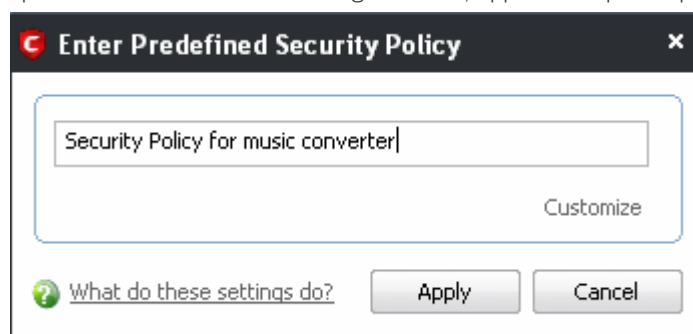 Enter Predefined Security Policy
Security Policy for music converter
Customize
What do these settings do?
Apply
Cancel